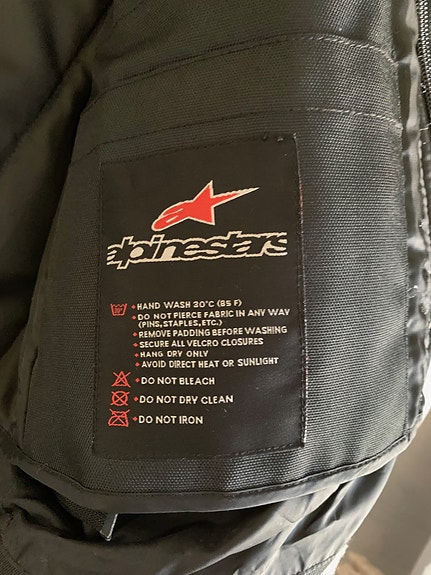 alpinestars
30°
• HAND WASH 30°C (85 F)
• DO NOT PIERCE FABRIC IN ANY WAY
(PINS,STAPLES,ETC.)
• REMOVE PADDING BEFORE WASHING
• SECURE ALL VELCRO CLOSURES
• HANG DRY ONLY
• AVOID DIRECT HEAT OR SUNLIGHT
• DO NOT BLEACH
• DO NOT DRY CLEAN
• DO NOT IRON